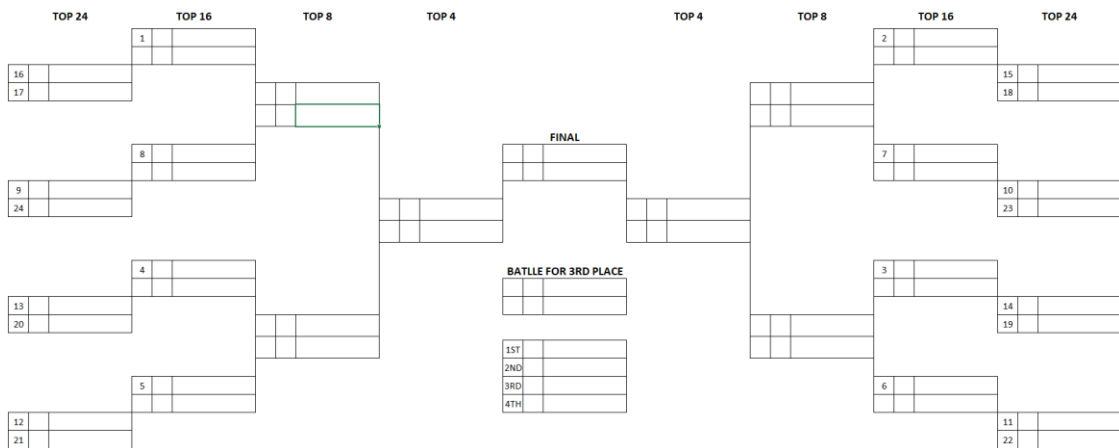 TOP 24 TOP 16 TOP 8 TOP 4 TOP 4 TOP 8 TOP 16 TOP 24
1 2
16 15
17 18
FINAL
8 7
9 10
24 23
4 BATLLE FOR 3RD PLACE 3
13 14
20 19
1ST
2ND
5 3RD 6
4TH
12 11
21 22